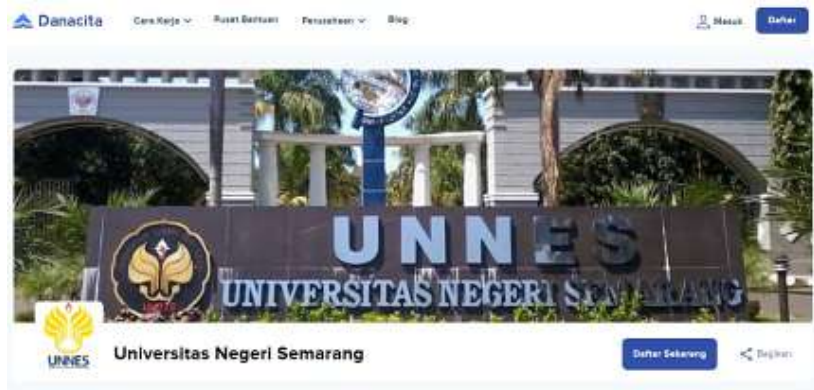 Danacita
Cara Kerja
Pusat Bantuan
Perusahaan
Blog
Masuk
Daftar
UNNES
UNIVERSITAS NEGERI SEMARANG
UNNES
UNNES
Universitas Negeri Semarang
Daftar Sekarang
Bagikan